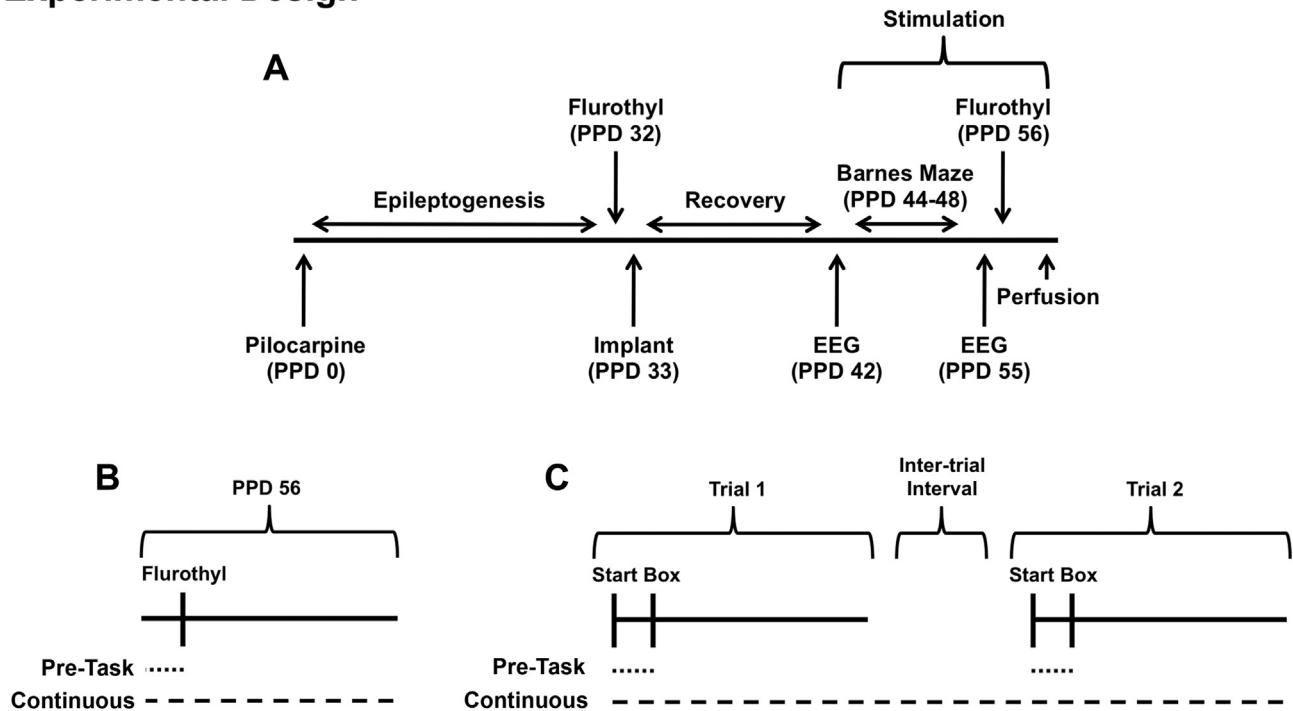 Experimental Design
Stimulation
A
Flurothyl
(PPD 32)
Flurothyl
(PPD 56)
Barnes Maze
(PPD 44-48)
Epileptogenesis
Recovery
Perfusion
Pilocarpine
(PPD 0)
Implant
(PPD 33)
EEG
(PPD 42)
EEG
(PPD 55)
B
PPD 56
Flurothyl
Pre-Task
Continuous
C
Trial 1
Inter-trial
Interval
Trial 2
Start Box
Start Box
Pre-Task
Continuous